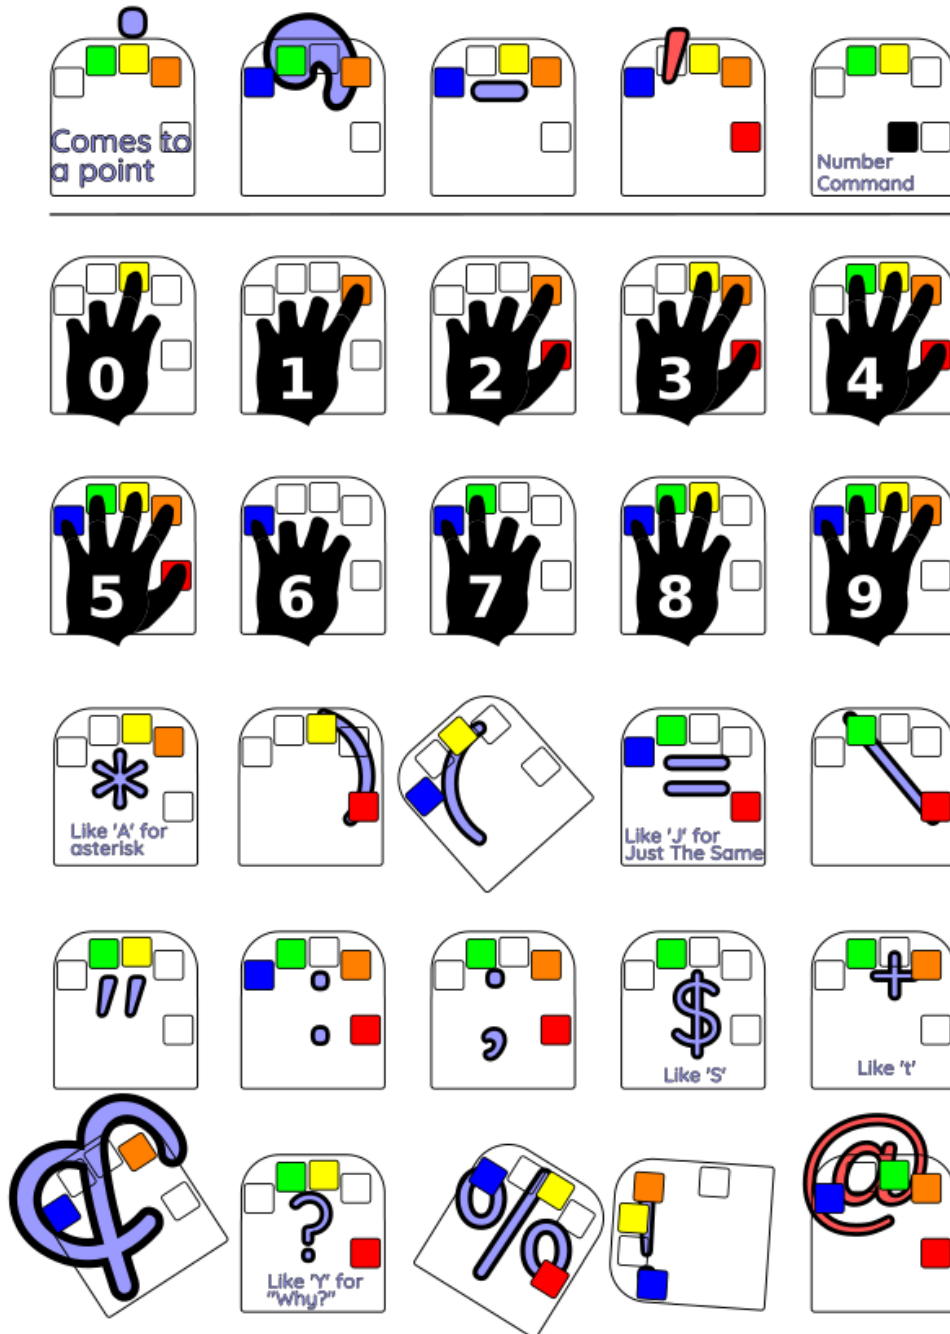 Comes to
a point
Number
Command
0 1 2 3 4
5 6 7 8 9
*
Like 'A' for
asterisk
)
(
=
Like 'J' for
Just The Same
\
"
:
;
$
Like 'S'
+
Like 't'
&
?
Like 'Y' for
"Why?"
%
!
@